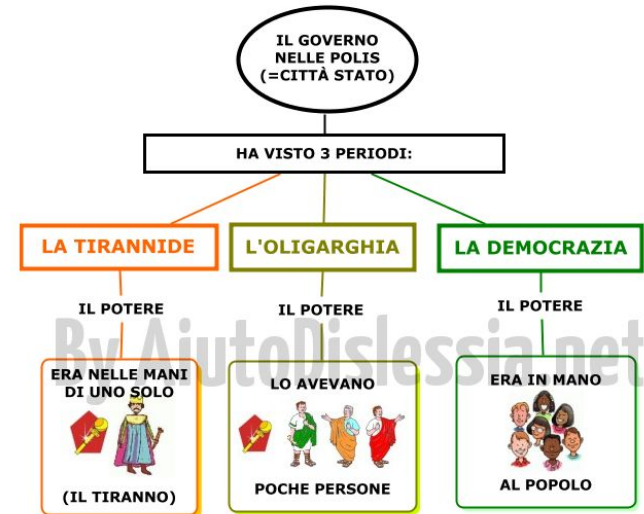 IL GOVERNO
NELLE POLIS
(=CITTÀ STATO)
HA VISTO 3 PERIODI:
LA TIRANNIDE
L'OLIGARGHIA
LA DEMOCRAZIA
IL POTERE
IL POTERE
IL POTERE
By AiutoDislessia.net
ERA NELLE MANI
DI UNO SOLO
(IL TIRANNO)
LO AVEVANO
POCHE PERSONE
ERA IN MANO
AL POPOLO